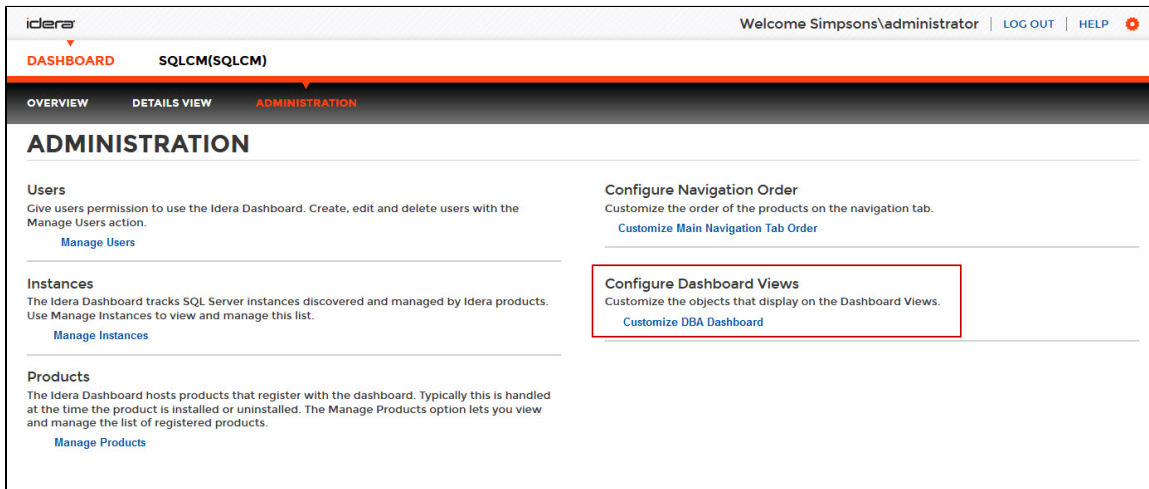 idera
Welcome Simpsons\administrator | LOG OUT | HELP
DASHBOARD SQLCM(SQLCM)
OVERVIEW DETAILS VIEW ADMINISTRATION
ADMINISTRATION
Users
Give users permission to use the Idera Dashboard. Create, edit and delete users with the
Manage Users action.
Manage Users
Instances
The Idera Dashboard tracks SQL Server instances discovered and managed by Idera products.
Use Manage Instances to view and manage this list.
Manage Instances
Products
The Idera Dashboard hosts products that register with the dashboard. Typically this is handled
at the time the product is installed or uninstalled. The Manage Products option lets you view
and manage the list of registered products.
Manage Products
Configure Navigation Order
Customize the order of the products on the navigation tab.
Customize Main Navigation Tab Order
Configure Dashboard Views
Customize the objects that display on the Dashboard Views.
Customize DBA Dashboard